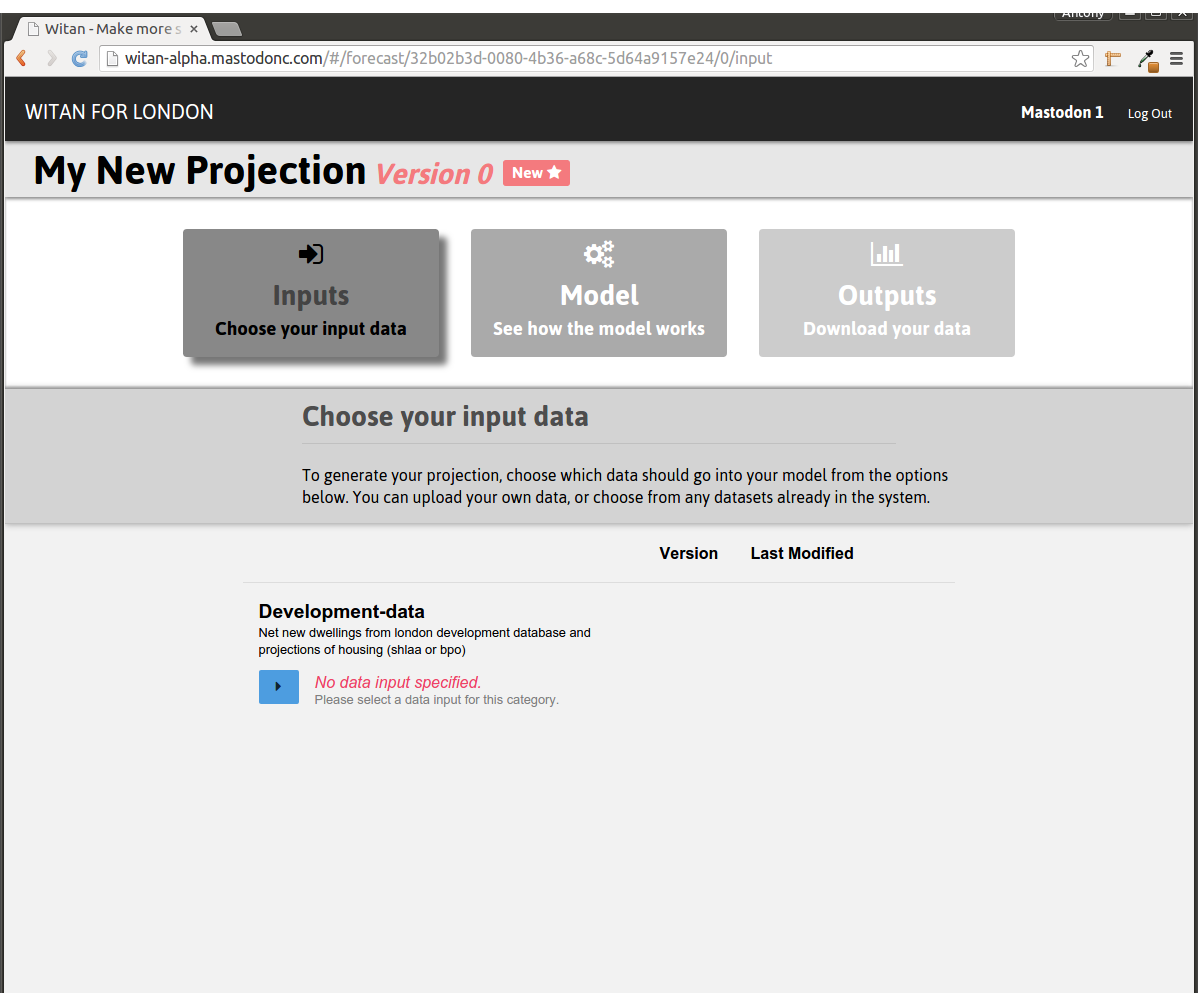 Antony
Witan - Make more s
witan-alpha.mastodonc.com/#/forecast/32b02b3d-0080-4b36-a68c-5d64a9157e24/0/input
WITAN FOR LONDON
Mastodon 1 Log Out
My New Projection Version 0 New
Inputs
Choose your input data
Model
See how the model works
Outputs
Download your data
Choose your input data
To generate your projection, choose which data should go into your model from the options
below. You can upload your own data, or choose from any datasets already in the system.
Version Last Modified
Development-data
Net new dwellings from london development database and
projections of housing (shlaa or bpo)
No data input specified.
Please select a data input for this category.